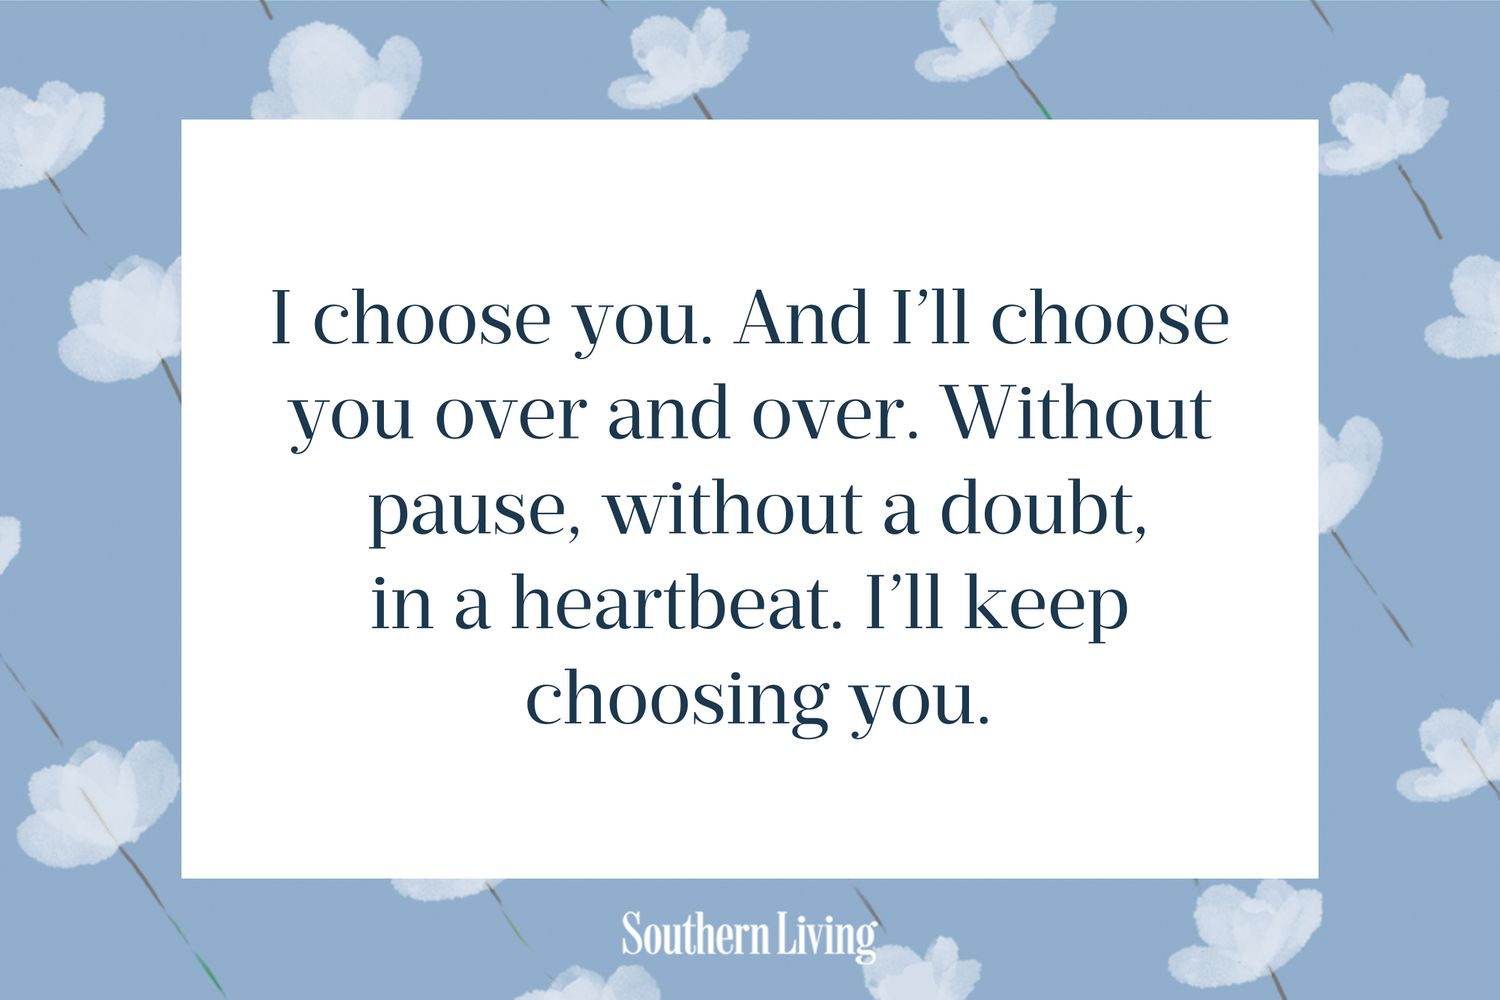 I choose you. And I’ll choose
you over and over. Without
pause, without a doubt,
in a heartbeat. I’ll keep
choosing you.
Southern Living